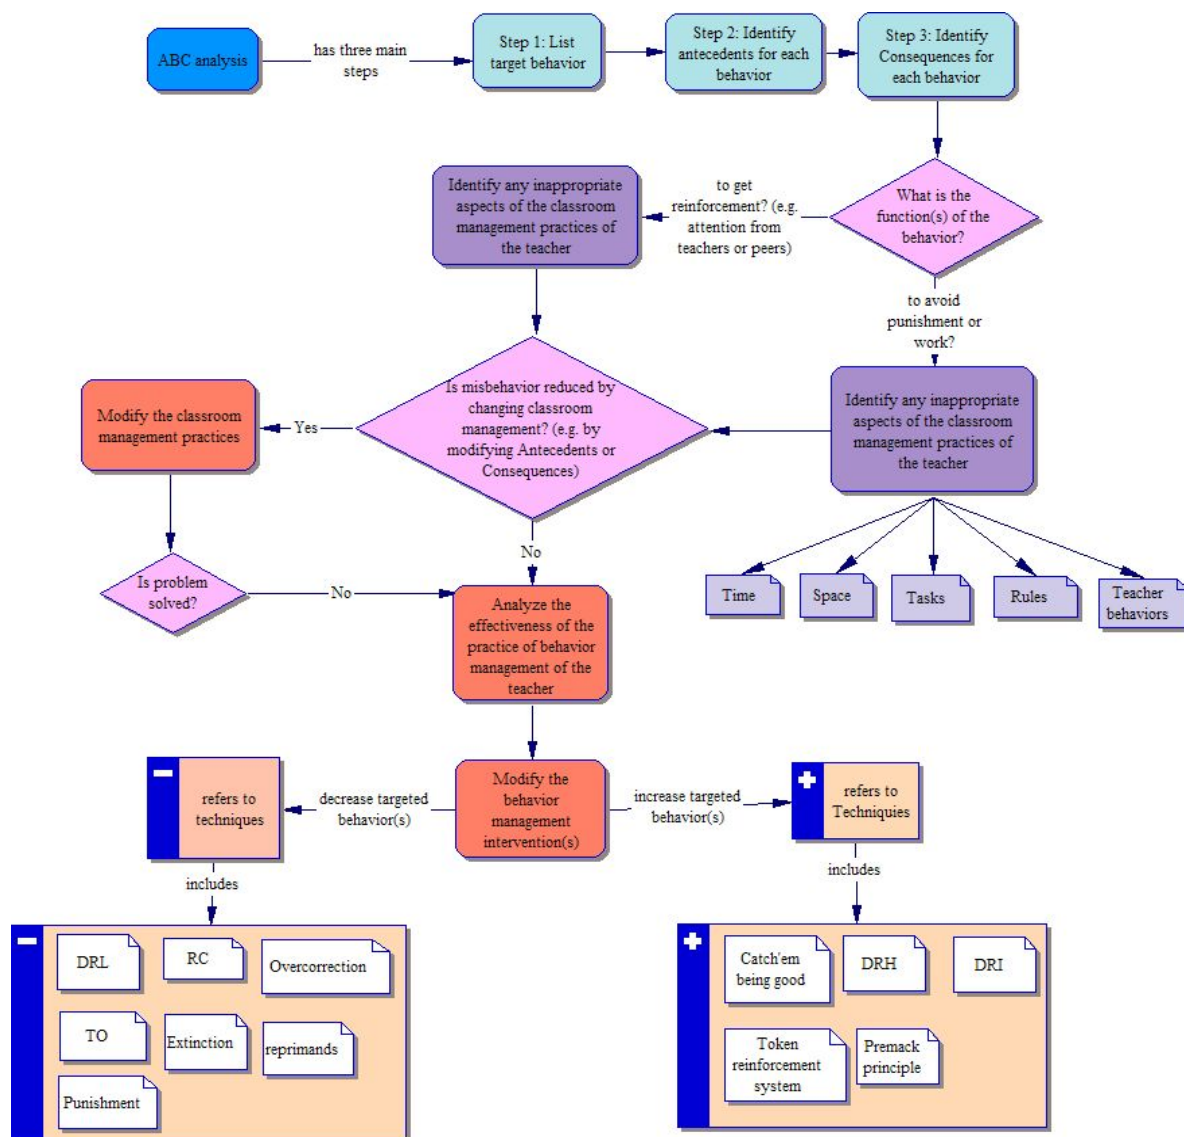 ABC analysis
has three main
steps
Step 1: List
target behavior
Step 2: Identify
antecedents for each
behavior
Step 3: Identify
Consequences for
each behavior
What is the
function(s) of the
behavior?
to get
reinforcement? (e.g.
attention from
teachers or peers)
Identify any inappropriate
aspects of the classroom
management practices of
the teacher
to avoid
punishment or
work?
Identify any inappropriate
aspects of the classroom
management practices of
the teacher
Time
Space
Tasks
Rules
Teacher
behaviors
Is misbehavior reduced by
changing classroom
management? (e.g. by
modifying Antecedents or
Consequences)
Yes
Modify the classroom
management practices
Is problem
solved?
No
No
Analyze the
effectiveness of the
practice of behavior
management of the
teacher
Modify the
behavior
management
intervention(s)
decrease targeted
behavior(s)
refers to
techniques
includes
DRL
RC
Overcorrection
TO
Extinction
reprimands
Punishment
increase targeted
behavior(s)
refers to
Techniquies
includes
Catch'em
being good
DRH
DRI
Token
reinforcement
system
Premack
principle